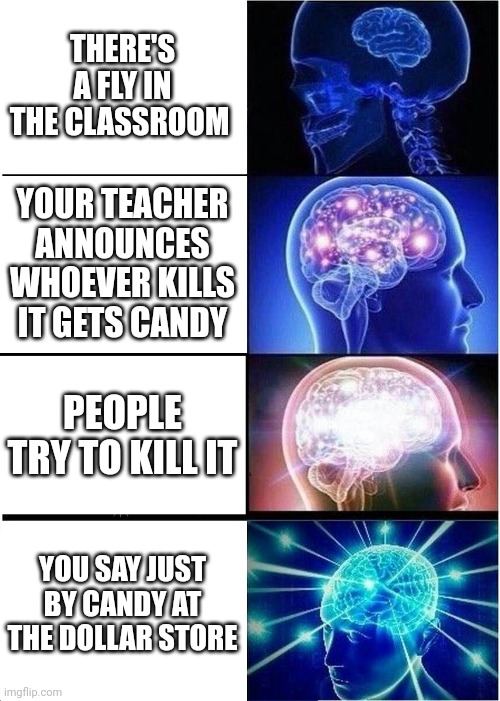 THERE'S
A FLY IN
THE CLASSROOM
YOUR TEACHER
ANNOUNCES
WHOEVER KILLS
IT GETS CANDY
PEOPLE
TRY TO KILL IT
YOU SAY JUST
BY CANDY AT
THE DOLLAR STORE
imgflip.com